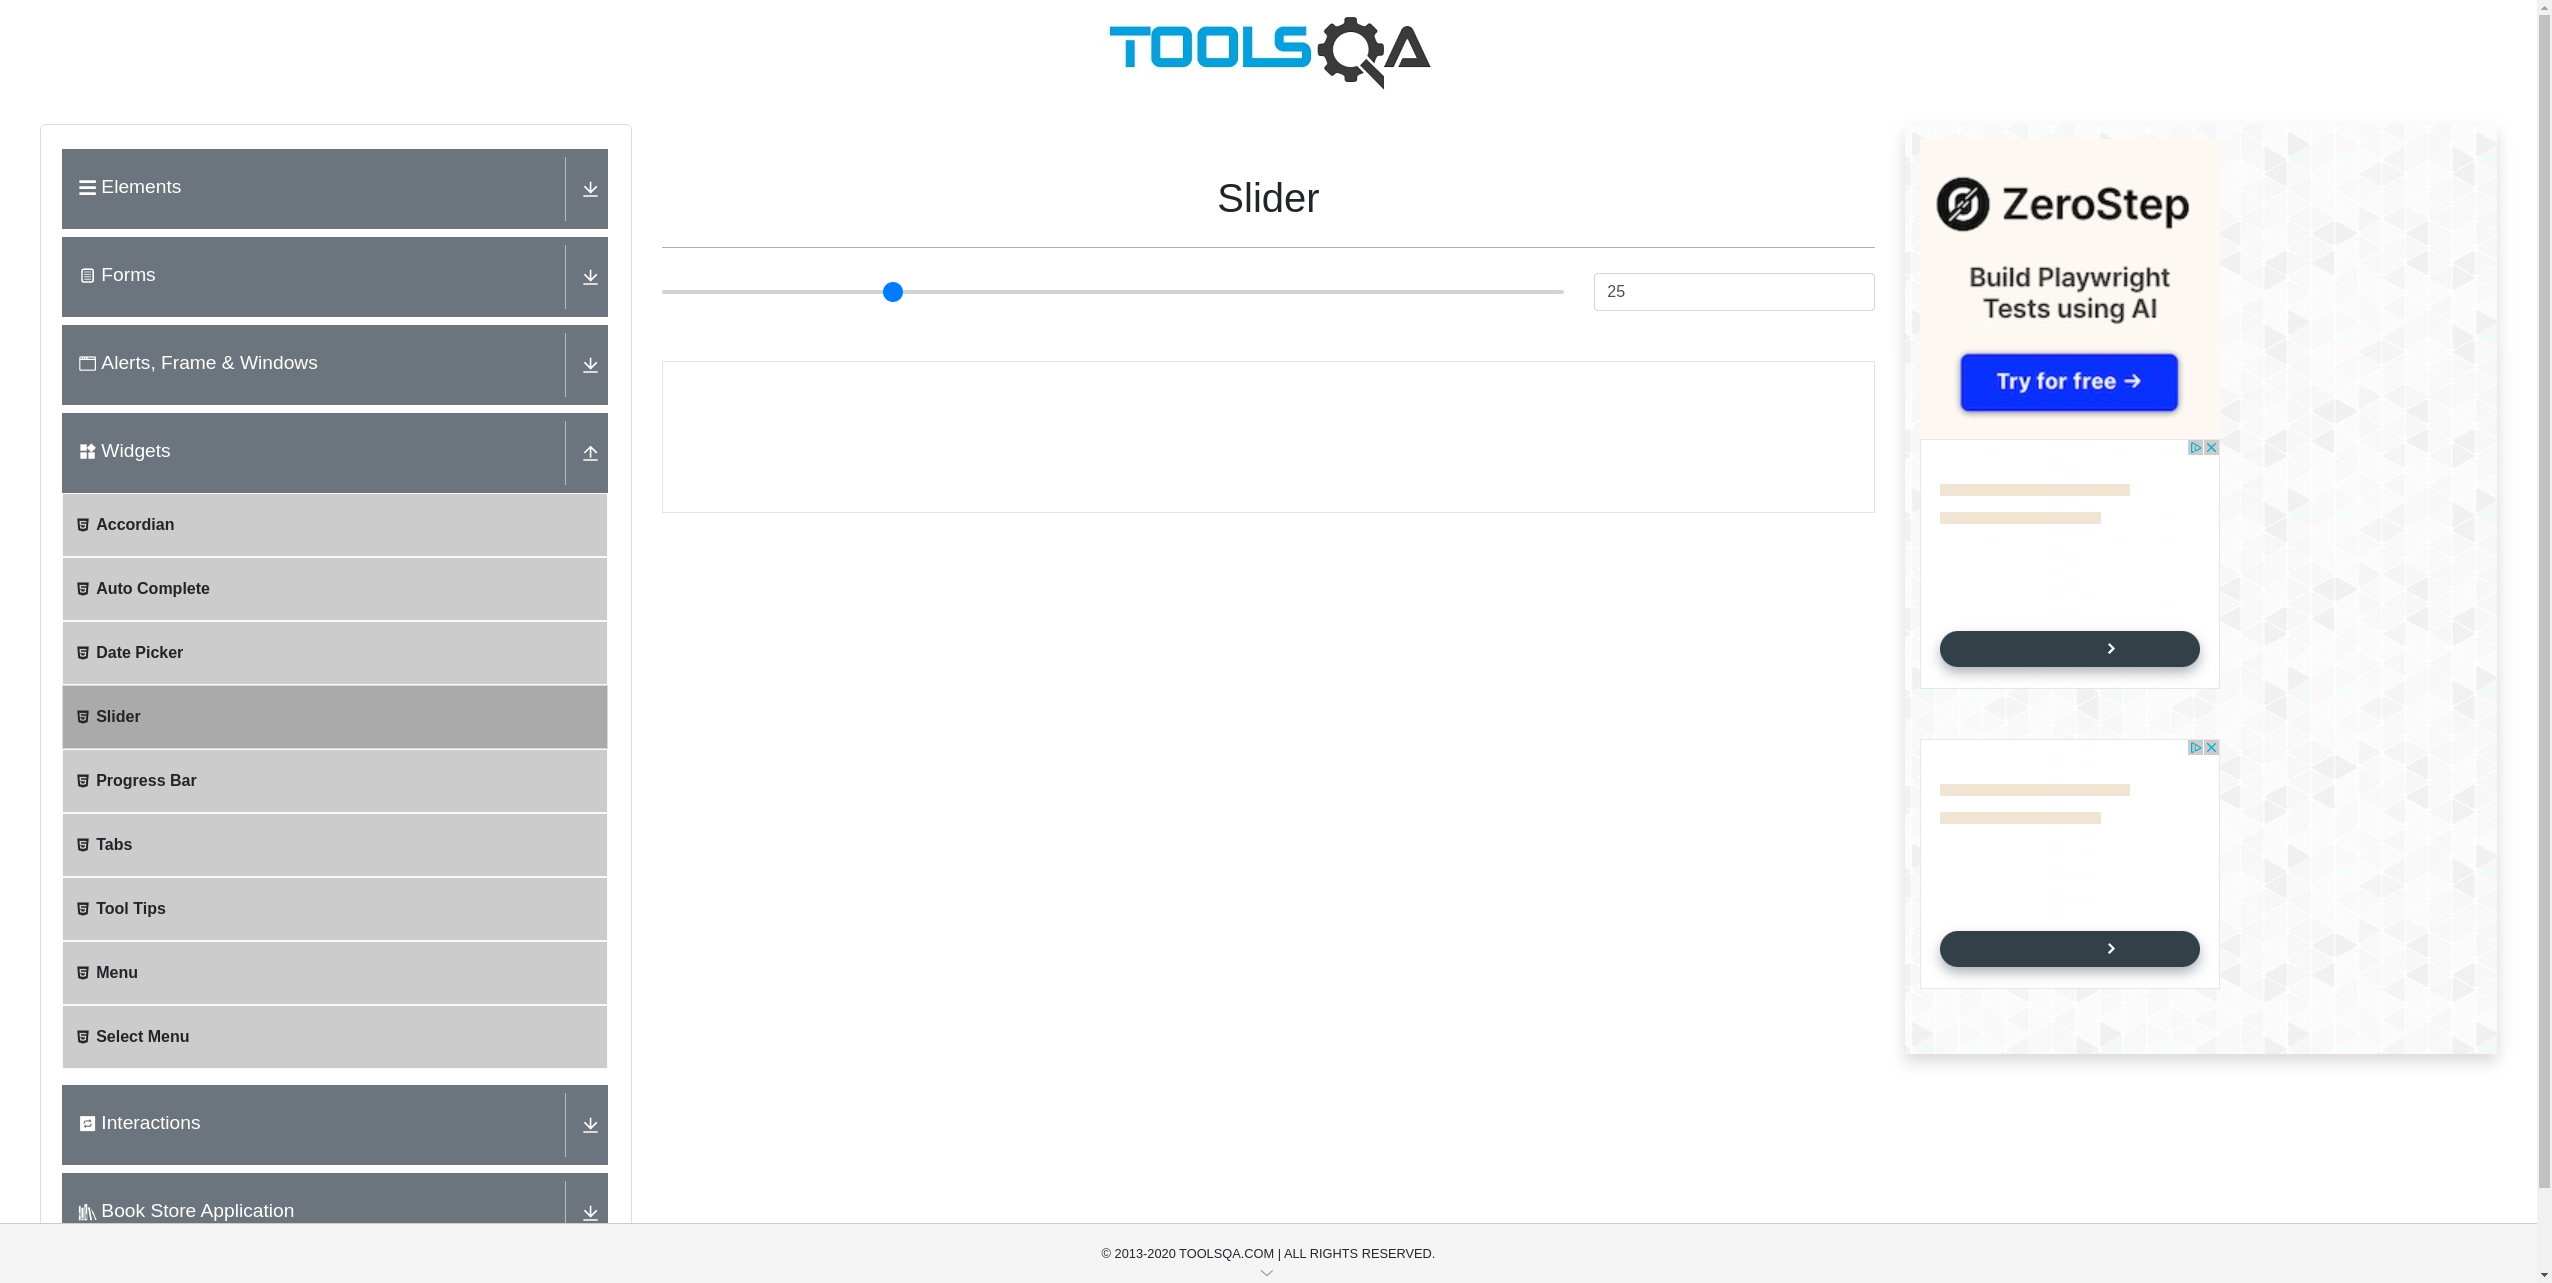 TOOLSQA
Elements
Forms
Alerts, Frame & Windows
Widgets
Accordian
Auto Complete
Date Picker
Slider
Progress Bar
Tabs
Tool Tips
Menu
Select Menu
Interactions
Book Store Application
Slider
25
ZeroStep
Build Playwright
Tests using AI
Try for free →
© 2013-2020 TOOLSQA.COM | ALL RIGHTS RESERVED.